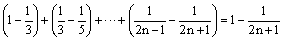 (1 - 1/3) + (1/3 - 1/5) + ··· + (1/(2n-1) - 1/(2n+1)) = 1 - 1/(2n+1)